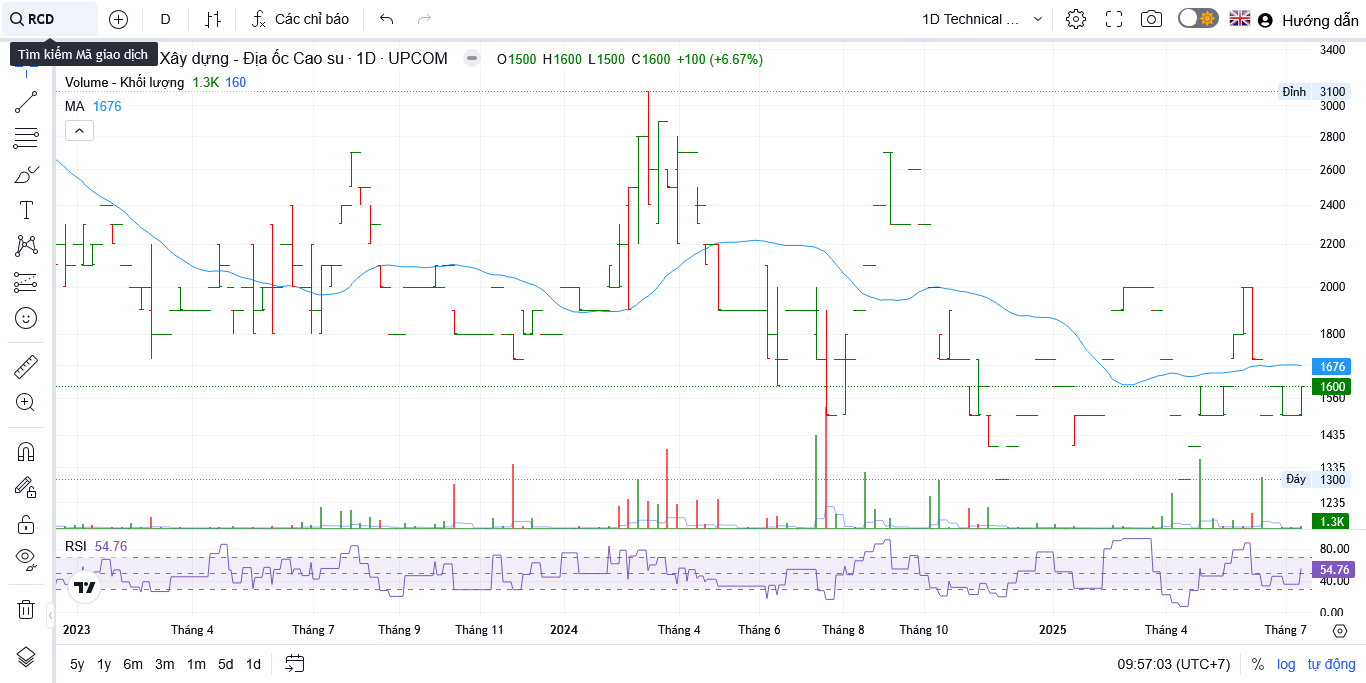 RCD D Các chỉ báo 1D Technical ... Hướng dẫn
Tìm kiếm Mã giao dịch Xây dựng - Địa ốc Cao su · 1D · UPCOM O1500 H1600 L1500 C1600 +100 (+6.67%)
Volume - Khối lượng 1.3K 160
MA 1676
3400
Đỉnh 3100
3000
2800
2600
2400
2200
2000
1800
1676
1600
1560
1435
1335
Đáy 1300
1235
1.3K
RSI 54.76
80.00
54.76
40.00
0.00
2023 Tháng 4 Tháng 7 Tháng 9 Tháng 11 2024 Tháng 4 Tháng 6 Tháng 8 Tháng 10 2025 Tháng 4 Tháng 7
5y 1y 6m 3m 1m 5d 1d 09:57:03 (UTC+7) % log tự động